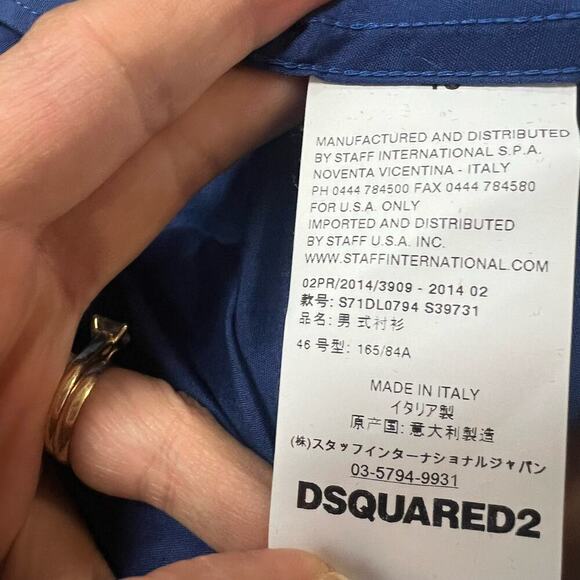 MANUFACTURED AND DISTRIBUTED
BY STAFF INTERNATIONAL S.P.A.
NOVENTA VICENTINA - ITALY
PH 0444 784500 FAX 0444 784580
FOR U.S.A. ONLY
IMPORTED AND DISTRIBUTED
BY STAFF U.S.A. INC.
WWW.STAFFINTERNATIONAL.COM
02PR/2014/3909 - 2014 02
款号: S71DL0794 S39731
品名: 男 式衬衫
46 号型: 165/84A
MADE IN ITALY
イタリア製
原产国: 意大利製造
(株)スタッフインターナショナルジャパン
03-5794-9931
DSQUARED2